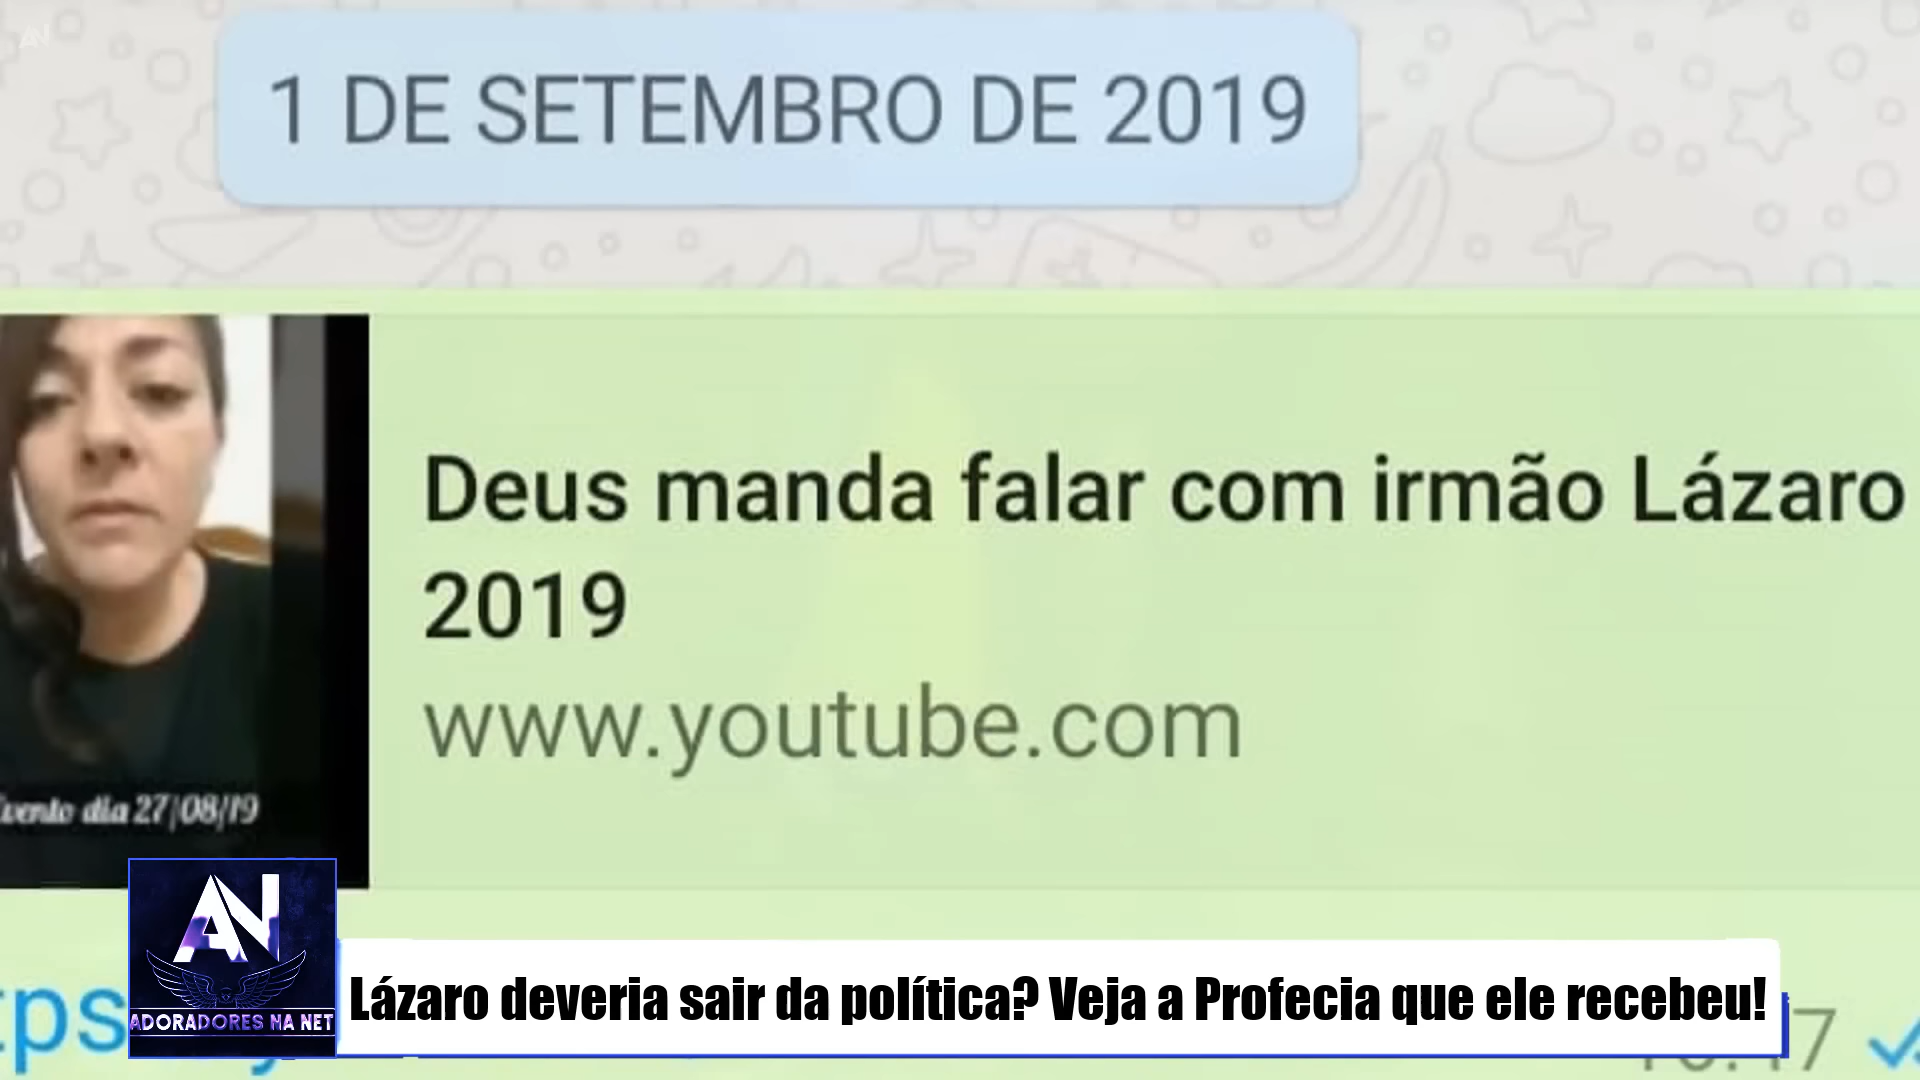 AN
1 DE SETEMBRO DE 2019
Deus manda falar com irmão Lázaro
2019
www.youtube.com
dia 27/08/19
AN
ADORADORES NA NET
Lázaro deveria sair da política? Veja a Profecia que ele recebeu!